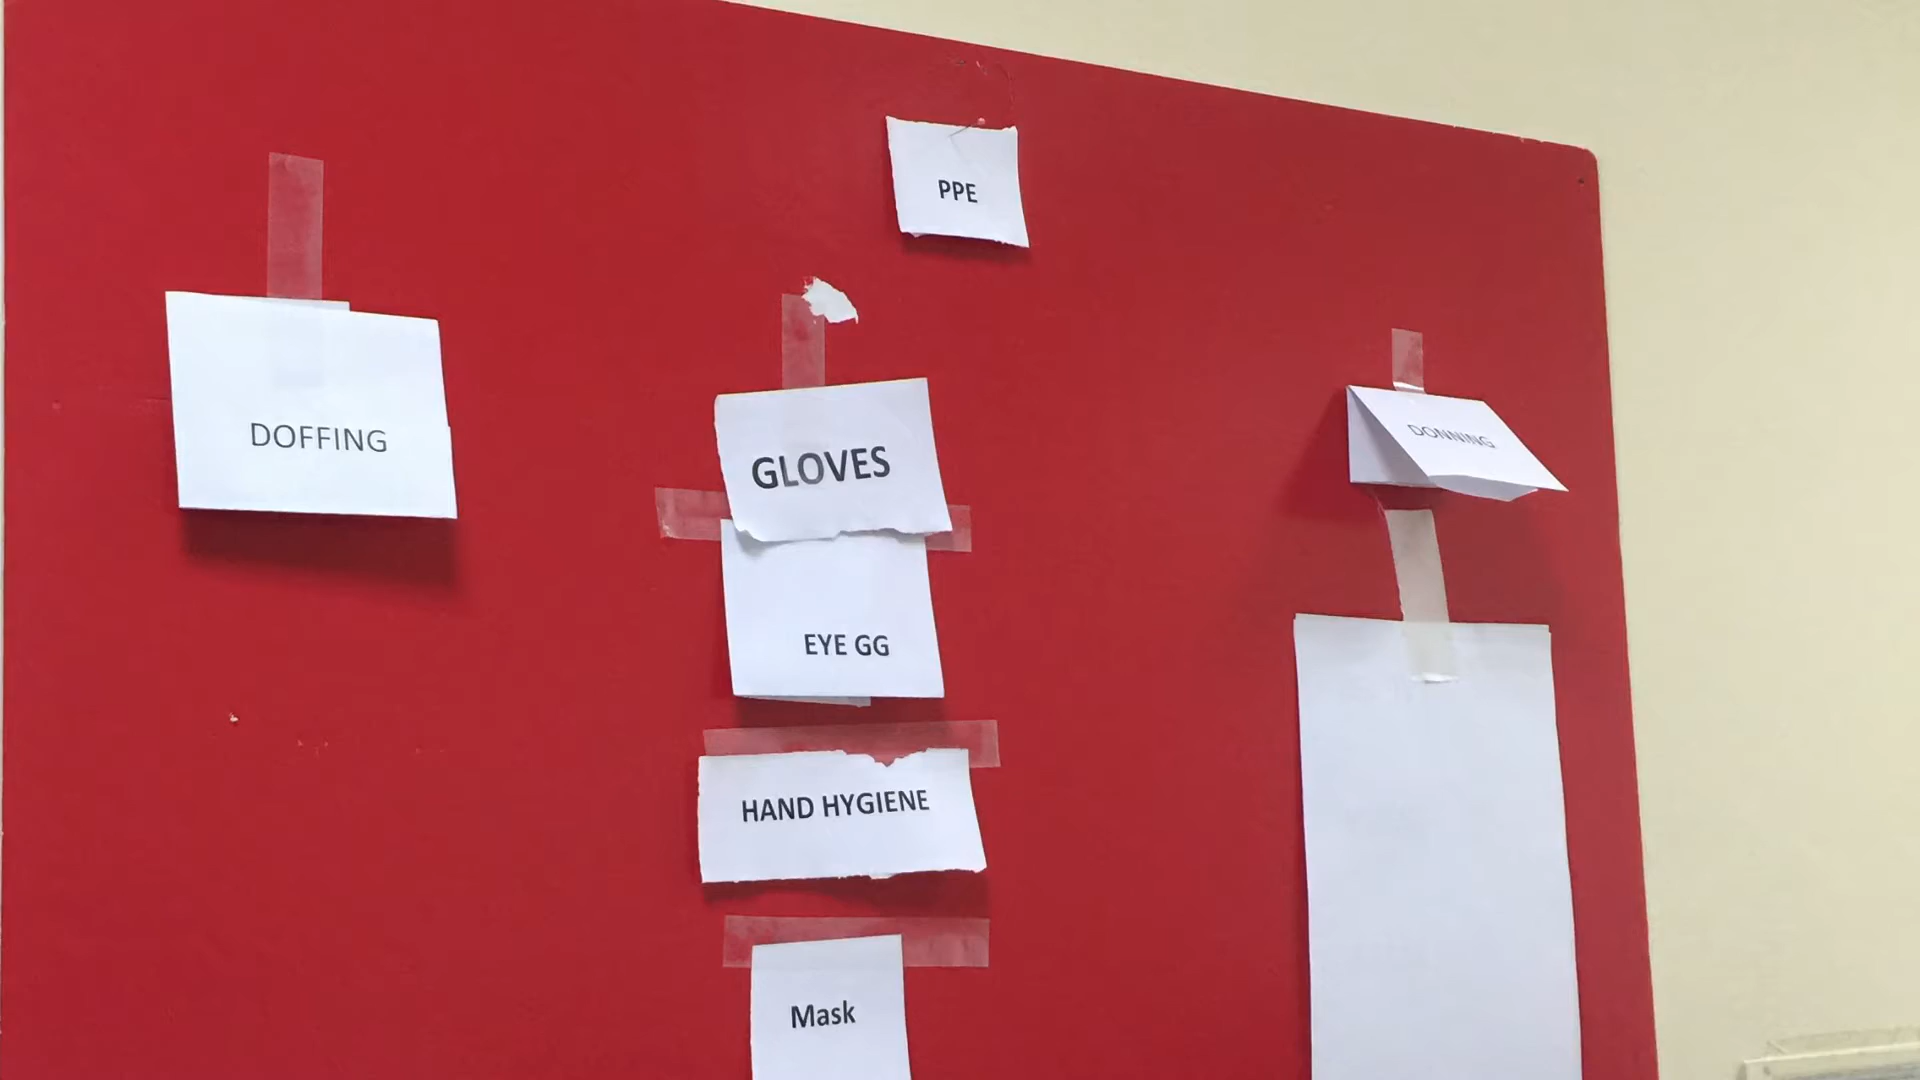 PPE
DOFFING
GLOVES
DONNING
EYE GG
HAND HYGIENE
Mask